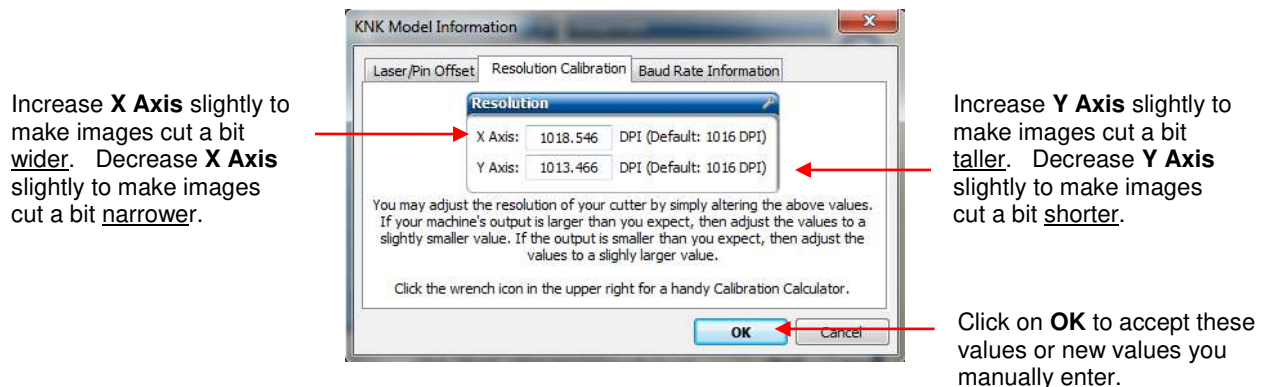 KNK Model Information
Laser/Pin Offset Resolution Calibration Baud Rate Information
Increase X Axis slightly to
make images cut a bit
wider. Decrease X Axis
slightly to make images
cut a bit narrower.
Resolution
X Axis: 1018.546 DPI (Default: 1016 DPI)
Y Axis: 1013.466 DPI (Default: 1016 DPI)
You may adjust the resolution of your cutter by simply altering the above values.
If your machine's output is larger than you expect, then adjust the values to a
slightly smaller value. If the output is smaller than you expect, then adjust the
values to a slighly larger value.
Click the wrench icon in the upper right for a handy Calibration Calculator.
OK Cancel
Increase Y Axis slightly to
make images cut a bit
taller. Decrease Y Axis
slightly to make images
cut a bit shorter.
Click on OK to accept these
values or new values you
manually enter.